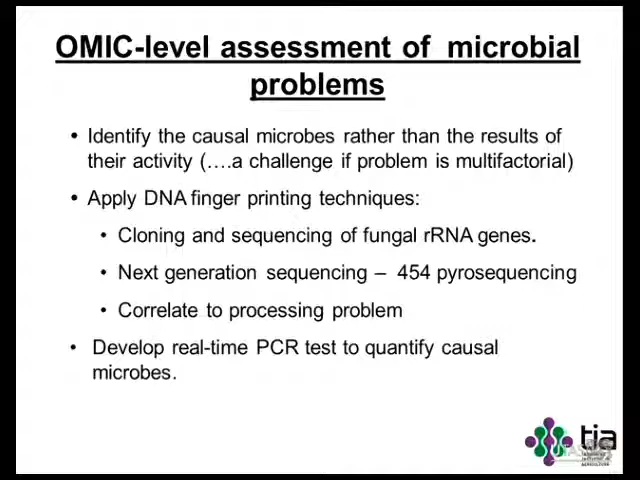 OMIC-level assessment of microbial
problems
• Identify the causal microbes rather than the results of
their activity (….a challenge if problem is multifactorial)
• Apply DNA finger printing techniques:
• Cloning and sequencing of fungal rRNA genes.
• Next generation sequencing – 454 pyrosequencing
• Correlate to processing problem
• Develop real-time PCR test to quantify causal
microbes.
tia